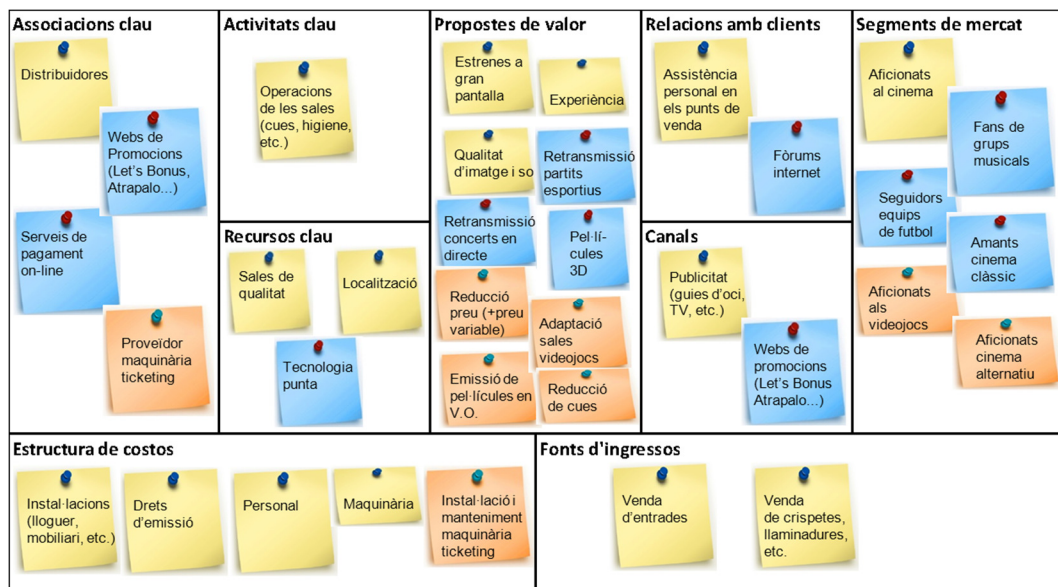 Associacions clau
Distribuidores
Webs de
Promocions
(Let's Bonus,
Atrapalo...)
Serveis de
pagament
on-line
Proveïdor
maquinària
ticketing
Activitats clau
Operacions
de les sales
(cues, higiene,
etc.)
Recursos clau
Sales de
qualitat
Localització
Tecnologia
punta
Propostes de valor
Estrenes a
gran
pantalla
Experiència
Qualitat
d'imatge i so
Retransmissió
partits
esportius
Retransmissió
concerts en
directe
Pel·lí-
cules
3D
Reducció
preu (+preu
variable)
Adaptació
sales
videojocs
Emissió de
pel·lícules en
V.O.
Reducció
de cues
Relacions amb clients
Assistència
personal en
els punts de
venda
Fòrums
internet
Canals
Publicitat
(guies d'oci,
TV, etc.)
Webs de
promocions
(Let's Bonus
Atrapalo...)
Segments de mercat
Aficionats
al cinema
Fans de
grups
musicals
Seguidors
equips
de futbol
Amants
cinema
clàssic
Aficionats
als
videojocs
Aficionats
cinema
alternatiu
Estructura de costos
Instal·lacions
(lloguer,
mobiliari, etc.)
Drets
d'emissió
Personal
Maquinària
Instal·lació i
manteniment
maquinària
ticketing
Fonts d'ingressos
Venda
d'entrades
Venda
de crispetes,
llaminadures,
etc.